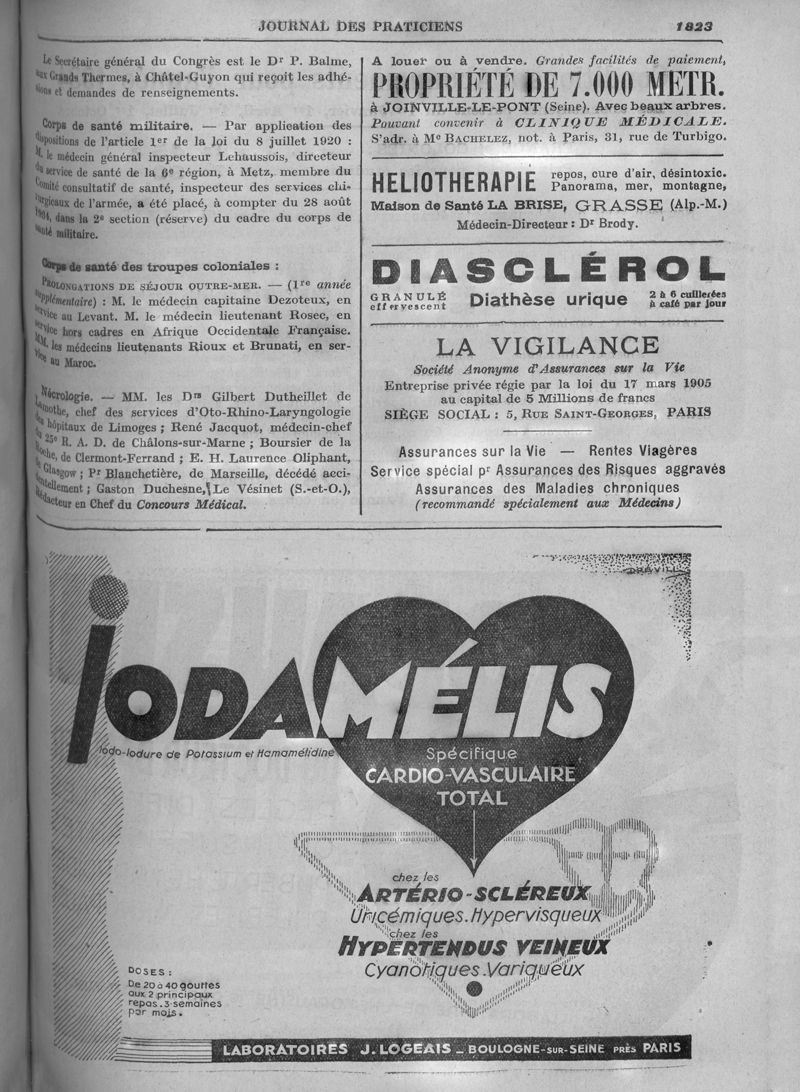 JOURNAL DES PRATICIENS
1823
Le Secrétaire général du Congrès est le Dr P. Balme,
aux Grands Thermes, à Châtel-Guyon qui reçoit les adhé-
sions et demandes de renseignements.
Corps de santé militaire. — Par application des
dispositions de l'article 1er de la loi du 8 juillet 1920 :
M. le médecin général inspecteur Lehaussois, directeur
du service de santé de la 6e région, à Metz, membre du
Comité consultatif de santé, inspecteur des services chi-
rurgicaux de l'armée, a été placé, à compter du 28 août
1904, dans la 2e section (réserve) du cadre du corps de
santé militaire.
Corps de santé des troupes coloniales :
PROLONGATIONS DE SÉJOUR OUTRE-MER. — (1re année
supplémentaire) : M. le médecin capitaine Dezoteux, en
service au Levant. M. le médecin lieutenant Rosec, en
service hors cadres en Afrique Occidentale Française.
MM. les médecins lieutenants Rioux et Brunati, en ser-
vice au Maroc.
Nécrologie. — MM. les Drs Gilbert Dutheillet de
Lamothe, chef des services d'Oto-Rhino-Laryngologie
hôpitaux de Limoges ; René Jacquot, médecin-chef
du 25e R. A. D. de Châlons-sur-Marne ; Boursier de la
Roche, de Clermont-Ferrand ; E. H. Laurence Oliphant,
de Glasgow ; Pr Blanchetière, de Marseille, décédé acci-
dentellement ; Gaston Duchesne, Le Vésinet (S.-et-O.),
Rédacteur en Chef du Concours Médical.
A louer ou à vendre. Grandes facilités de paiement,
PROPRIÉTÉ DE 7.000 METR.
à JOINVILLE-LE-PONT (Seine). Avec beaux arbres.
Pouvant convenir à CLINIQUE MÉDICALE.
S'adr. à Me BACHELEZ, not. à Paris, 31, rue de Turbigo.
HELIOTHERAPIE repos, cure d'air, désintoxic.
Panorama, mer, montagne,
Maison de Santé LA BRISE, GRASSE (Alp.-M.)
Médecin-Directeur : Dr Brody.
DIASCLÉROL
GRANULÉ
effervescent
Diathèse urique
2 à 6 cuillerées
à café par jour
LA VIGILANCE
Société Anonyme d'Assurances sur la Vie
Entreprise privée régie par la loi du 17 mars 1905
au capital de 5 Millions de francs
SIÈGE SOCIAL : 5, RUE SAINT-GEORGES, PARIS
Assurances sur la Vie — Rentes Viagères
Service spécial pr Assurances des Risques aggravés
Assurances des Maladies chroniques
(recommandé spécialement aux Médecins)
IODAMÉLIS
Iodo-Iodure de Potassium et Hamamélidine
Spécifique
CARDIO-VASCULAIRE
TOTAL
chez les
ARTÉRIO-SCLÉREUX
Uricémiques. Hypervisqueux
chez les
HYPERTENDUS VEINEUX
Cyanotiques. Variqueux
DOSES :
De 20 à 40 gouttes
aux 2 principaux
repas. 3 semaines
par mois.
LABORATOIRES J. LOGEAIS _ BOULOGNE-SUR-SEINE PRÈS PARIS